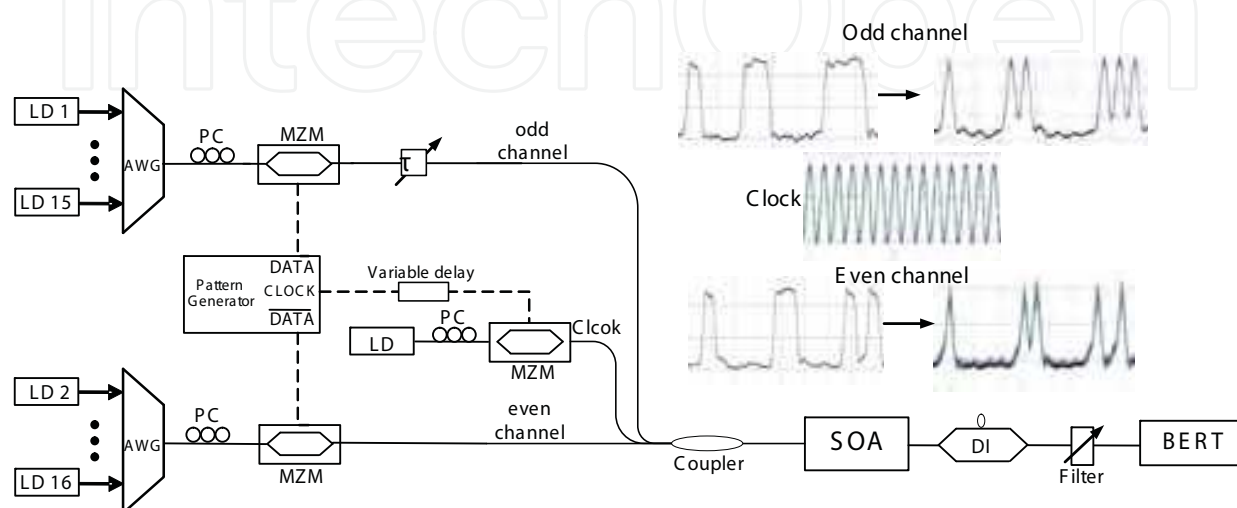 IntechOpen
Odd channel
LD 1
PC
MZM
odd
channel
τ
AWG
LD 15
Clock
DATA
Pattern
Generator
CLOCK
DATA
Variable delay
Even channel
PC
Clcok
LD
MZM
LD 2
PC
even
channel
AWG
MZM
LD 16
Coupler
SOA
DI
Filter
BERT